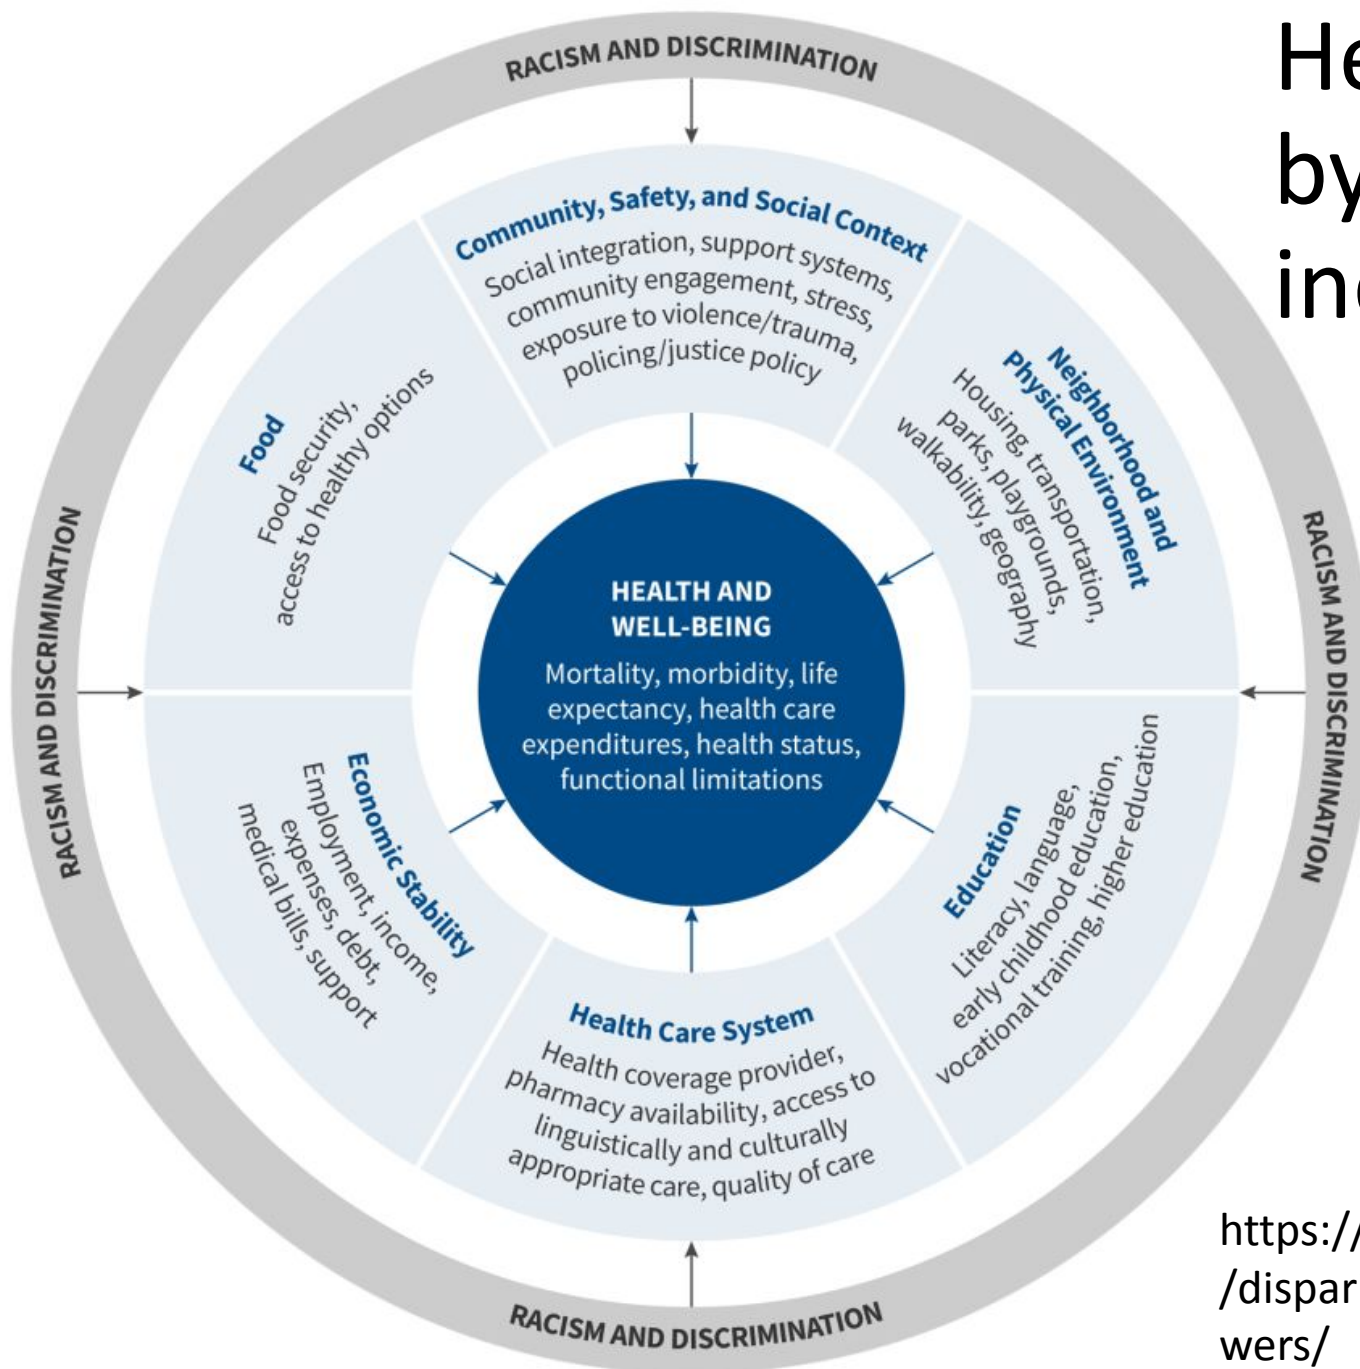 RACISM AND DISCRIMINATION
Community, Safety, and Social Context
Social integration, support systems,
community engagement, stress,
exposure to violence/trauma,
policing/justice policy
Neighborhood and
Physical Environment
Housing, transportation,
parks, playgrounds,
walkability, geography
Food
Food security,
access to healthy options
RACISM AND DISCRIMINATION
RACISM AND DISCRIMINATION
HEALTH AND
WELL-BEING
Mortality, morbidity, life
expectancy, health care
expenditures, health status,
functional limitations
Economic Stability
Employment, income,
expenses, debt,
medical bills, support
Education
Literacy, language,
early childhood education,
vocational training, higher education
Health Care System
Health coverage provider,
pharmacy availability, access to
linguistically and culturally
appropriate care, quality of care
RACISM AND DISCRIMINATION
by
https://
/dispar
wers/